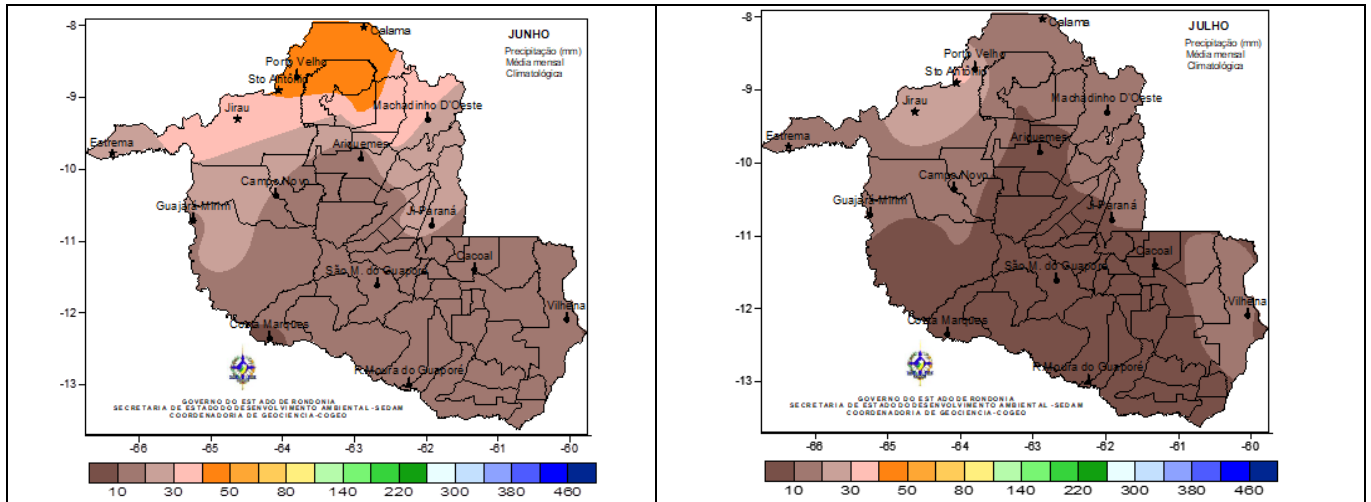 JUNHO
Precipitação (mm)
Média mensal
Climatológica
Calama
Porto Velho
Sto Antônio
Jirau
Machadinho D'Oeste
Extrema
Ariquemes
Campo Novo
Guajará-Mirim
Ji-Paraná
Cacoal
São M. do Guaporé
Vilhena
Costa Marques
R.Moura do Guaporé
-8
-9
-10
-11
-12
-13
GOVERNO DO ESTADO DE RONDONIA
SECRETARIA DE ESTADO DO DESENVOLVIMENTO AMBIENTAL -SEDAM
COORDENADORIA DE GEOCIENCIA-COGEO
-66 -65 -64 -63 -62 -61 -60
10 30 50 80 140 220 300 380 460
JULHO
Precipitação (mm)
Média mensal
Climatológica
Calama
Porto Velho
Sto Antônio
Jirau
Machadinho D'Oeste
Extrema
Ariquemes
Campo Novo
Guajará-Mirim
Ji-Paraná
Cacoal
São M. do Guaporé
Vilhena
Costa Marques
R.Moura do Guaporé
-8
-9
-10
-11
-12
-13
GOVERNO DO ESTADO DE RONDONIA
SECRETARIA DE ESTADO DO DESENVOLVIMENTO AMBIENTAL -SEDAM
COORDENADORIA DE GEOCIÊNCIA-COGEO
-66 -65 -64 -63 -62 -61 -60
10 30 50 80 140 220 300 380 460